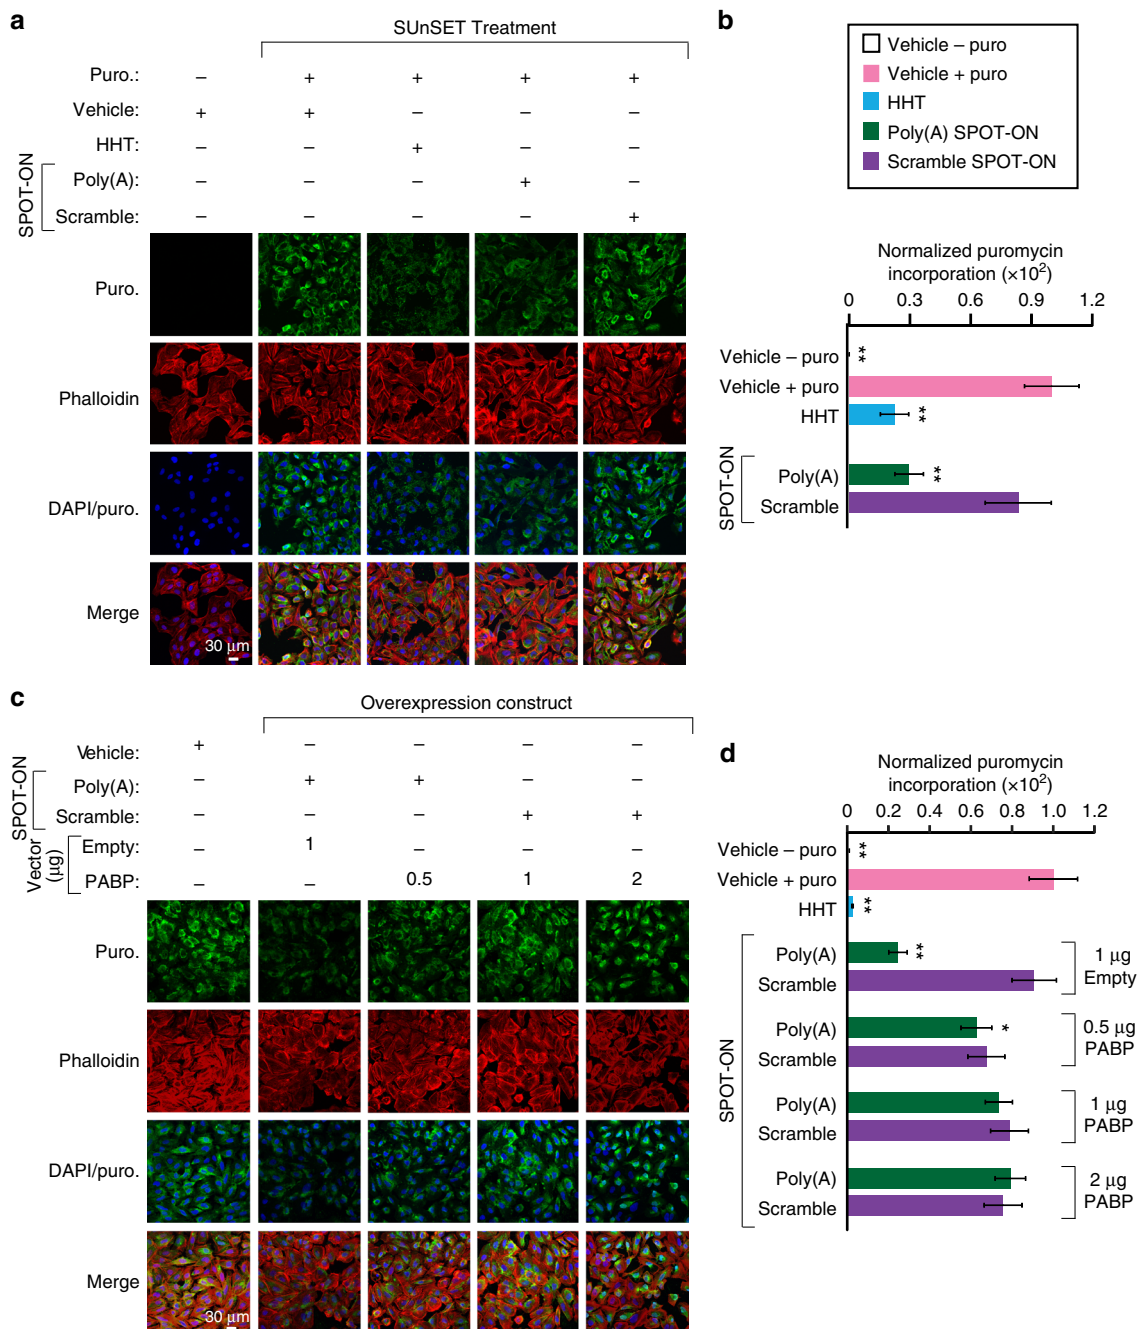 a
SUnSET Treatment
Puro.: – + + + +
Vehicle: + + – – –
HHT: – – + – –
SPOT-ON
Poly(A): – – – + –
Scramble: – – – – +
Puro.
Phalloidin
DAPI/puro.
Merge
30 µm
b
Vehicle – puro
Vehicle + puro
HHT
Poly(A) SPOT-ON
Scramble SPOT-ON
Normalized puromycin
incorporation (×10²)
0 0.3 0.6 0.9 1.2
Vehicle – puro **
Vehicle + puro
HHT **
SPOT-ON
Poly(A) **
Scramble
c
Overexpression construct
Vehicle: + – – – –
SPOT-ON
Poly(A): – + + – –
Scramble: – – – + +
Vector
(µg)
Empty: – 1 – – –
PABP: – – 0.5 1 2
Puro.
Phalloidin
DAPI/puro.
Merge
30 µm
d
Normalized puromycin
incorporation (×10²)
0 0.2 0.4 0.6 0.8 1.0 1.2
Vehicle – puro **
Vehicle + puro
HHT **
SPOT-ON
Poly(A) **
Scramble
1 µg
Empty
Poly(A) *
Scramble
0.5 µg
PABP
Poly(A)
Scramble
1 µg
PABP
Poly(A)
Scramble
2 µg
PABP